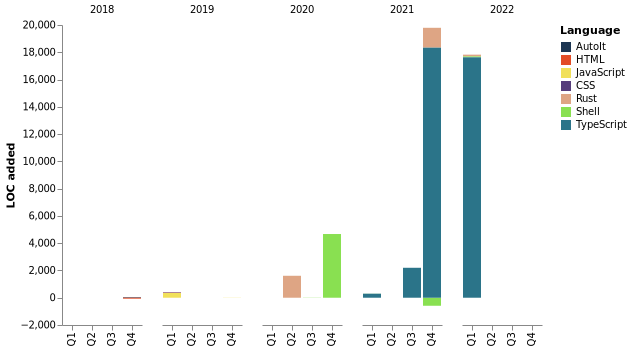 2018 2019 2020 2021 2022
20,000
18,000
16,000
14,000
12,000
10,000
8,000
6,000
4,000
2,000
0
−2,000
LOC added
Q1 Q2 Q3 Q4 Q1 Q2 Q3 Q4 Q1 Q2 Q3 Q4 Q1 Q2 Q3 Q4 Q1 Q2 Q3 Q4
Language
AutoIt
HTML
JavaScript
CSS
Rust
Shell
TypeScript